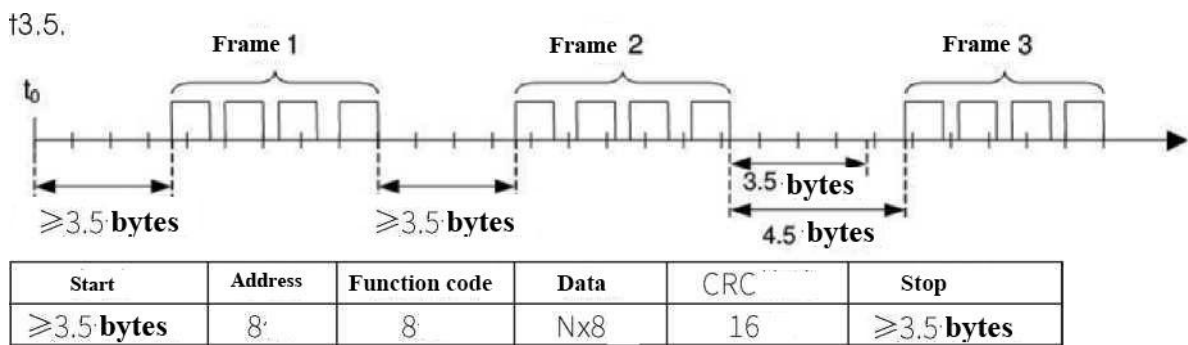 t3.5.
Frame 1 Frame 2 Frame 3
t0
3.5 bytes
≥3.5 bytes ≥3.5 bytes 4.5 bytes
Start Address Function code Data CRC Stop
≥3.5 bytes 8 8 Nx8 16 ≥3.5 bytes